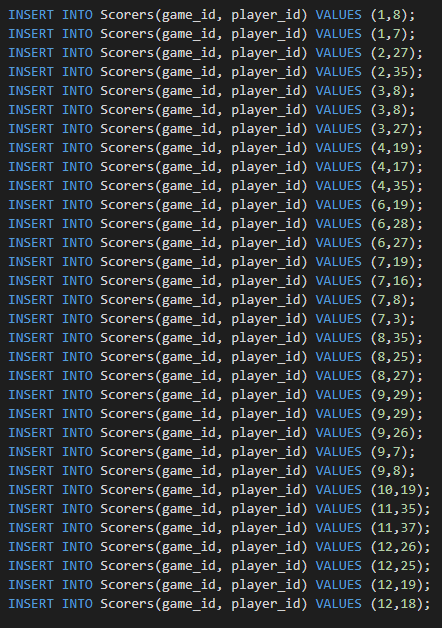 INSERT INTO Scorers(game_id, player_id) VALUES (1,8);
INSERT INTO Scorers(game_id, player_id) VALUES (1,7);
INSERT INTO Scorers(game_id, player_id) VALUES (2,27);
INSERT INTO Scorers(game_id, player_id) VALUES (2,35);
INSERT INTO Scorers(game_id, player_id) VALUES (3,8);
INSERT INTO Scorers(game_id, player_id) VALUES (3,8);
INSERT INTO Scorers(game_id, player_id) VALUES (3,27);
INSERT INTO Scorers(game_id, player_id) VALUES (4,19);
INSERT INTO Scorers(game_id, player_id) VALUES (4,17);
INSERT INTO Scorers(game_id, player_id) VALUES (4,35);
INSERT INTO Scorers(game_id, player_id) VALUES (6,19);
INSERT INTO Scorers(game_id, player_id) VALUES (6,28);
INSERT INTO Scorers(game_id, player_id) VALUES (6,27);
INSERT INTO Scorers(game_id, player_id) VALUES (7,19);
INSERT INTO Scorers(game_id, player_id) VALUES (7,16);
INSERT INTO Scorers(game_id, player_id) VALUES (7,8);
INSERT INTO Scorers(game_id, player_id) VALUES (7,3);
INSERT INTO Scorers(game_id, player_id) VALUES (8,35);
INSERT INTO Scorers(game_id, player_id) VALUES (8,25);
INSERT INTO Scorers(game_id, player_id) VALUES (8,27);
INSERT INTO Scorers(game_id, player_id) VALUES (9,29);
INSERT INTO Scorers(game_id, player_id) VALUES (9,29);
INSERT INTO Scorers(game_id, player_id) VALUES (9,26);
INSERT INTO Scorers(game_id, player_id) VALUES (9,7);
INSERT INTO Scorers(game_id, player_id) VALUES (9,8);
INSERT INTO Scorers(game_id, player_id) VALUES (10,19);
INSERT INTO Scorers(game_id, player_id) VALUES (11,35);
INSERT INTO Scorers(game_id, player_id) VALUES (11,37);
INSERT INTO Scorers(game_id, player_id) VALUES (12,26);
INSERT INTO Scorers(game_id, player_id) VALUES (12,25);
INSERT INTO Scorers(game_id, player_id) VALUES (12,19);
INSERT INTO Scorers(game_id, player_id) VALUES (12,18);